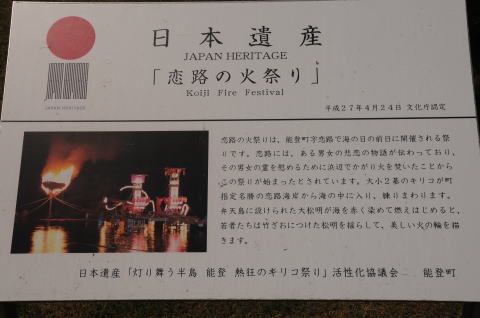 日本遺産
JAPAN HERITAGE
「恋路の火祭り」
Koiji Fire Festival
JAPAN HERITAGE
平成27年4月24日 文化庁認定
恋路の火祭りは、能登町字恋路で海の日の前日に開催される祭
りです。恋路には、ある男女の悲恋の物語が伝わっており、
その男女の霊を慰めるために浜辺でかがり火を焚いたことから
この祭りが始まったとされています。大小2基のキリコが町
指定名勝の恋路海岸から海の中に入り、練りまわります。
弁天島に設けられた大松明が海を赤く染めて燃えはじめると、
若者たちは竹ざおにつけた松明を揺らして、美しい火の輪を描
きます。
日本遺産「灯り舞う半島 能登 熱狂のキリコ祭り」活性化協議会 能登町